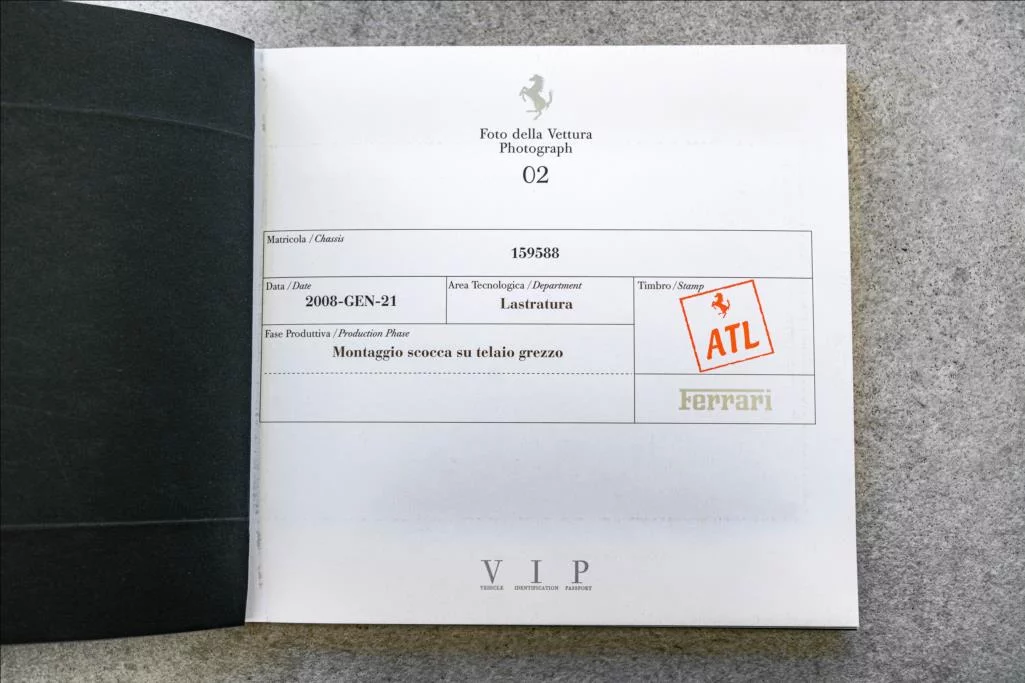 Foto della Vettura
Photograph
02
Matricola / Chassis
159588
Data / Date
2008-GEN-21
Area Tecnologica / Department
Lastratura
Timbro / Stamp
ATL
Fase Produttiva / Production Phase
Montaggio scocca su telaio grezzo
Ferrari
V I P
VEHICLE IDENTIFICATION PASSPORT